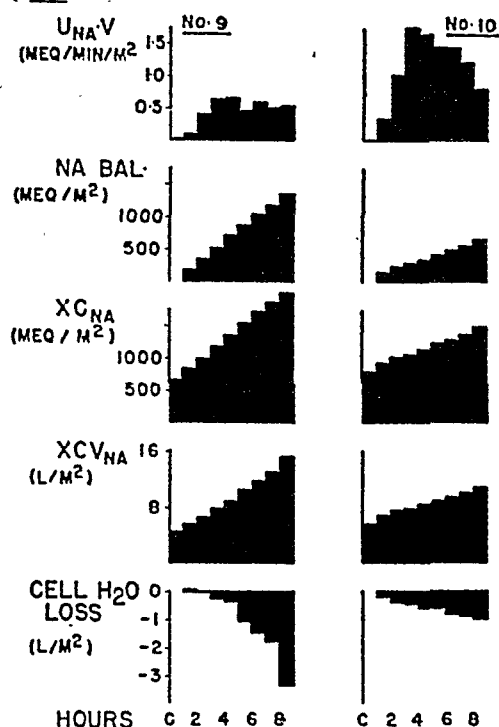 No. 9 No. 10
UNA·V
(MEQ/MIN/M2
1.5
1.0
0.5
NA BAL·
(MEQ/M2)
1000
500
XCNA
(MEQ/M2)
1000
500
XCVNA
(L/M2)
16
8
CELL H2O
LOSS
(L/M2)
0
-1
-2
-3
HOURS C 2 4 6 8 C 2 4 6 8